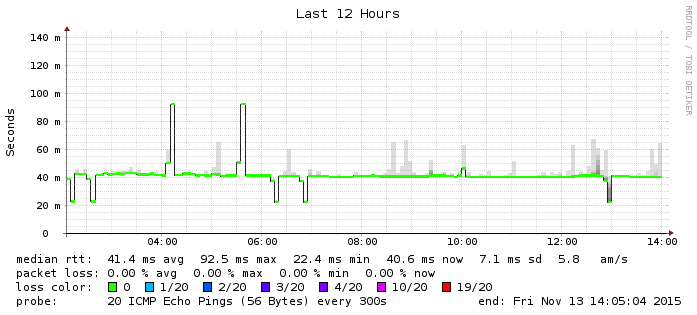 Last 12 Hours
RRDTOOL / TOBI OETIKER
Seconds
140 m
120 m
100 m
80 m
60 m
40 m
20 m
0
04:00 06:00 08:00 10:00 12:00 14:00
median rtt: 41.4 ms avg 92.5 ms max 22.4 ms min 40.6 ms now 7.1 ms sd 5.8 am/s
packet loss: 0.00 % avg 0.00 % max 0.00 % min 0.00 % now
loss color: 0 1/20 2/20 3/20 4/20 10/20 19/20
probe: 20 ICMP Echo Pings (56 Bytes) every 300s end: Fri Nov 13 14:05:04 2015